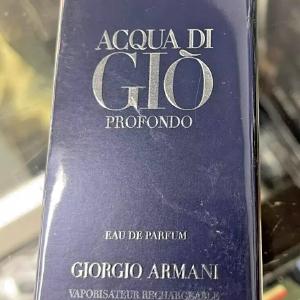 ACQUA DI
GIÒ
PROFONDO
EAU DE PARFUM
GIORGIO ARMANI
VAPORISATEUR RECHARGEABLE